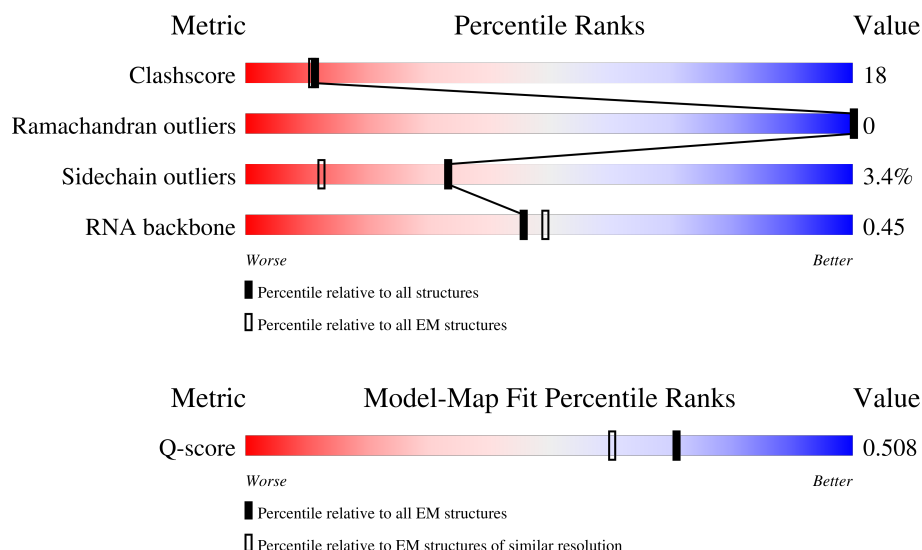 Metric Percentile Ranks Value
Clashscore 18
Ramachandran outliers 0
Sidechain outliers 3.4%
RNA backbone 0.45
Worse Better
Percentile relative to all structures
Percentile relative to all EM structures
Metric Model-Map Fit Percentile Ranks Value
Q-score 0.508
Worse Better
Percentile relative to all EM structures
Percentile relative to EM structures of similar resolution